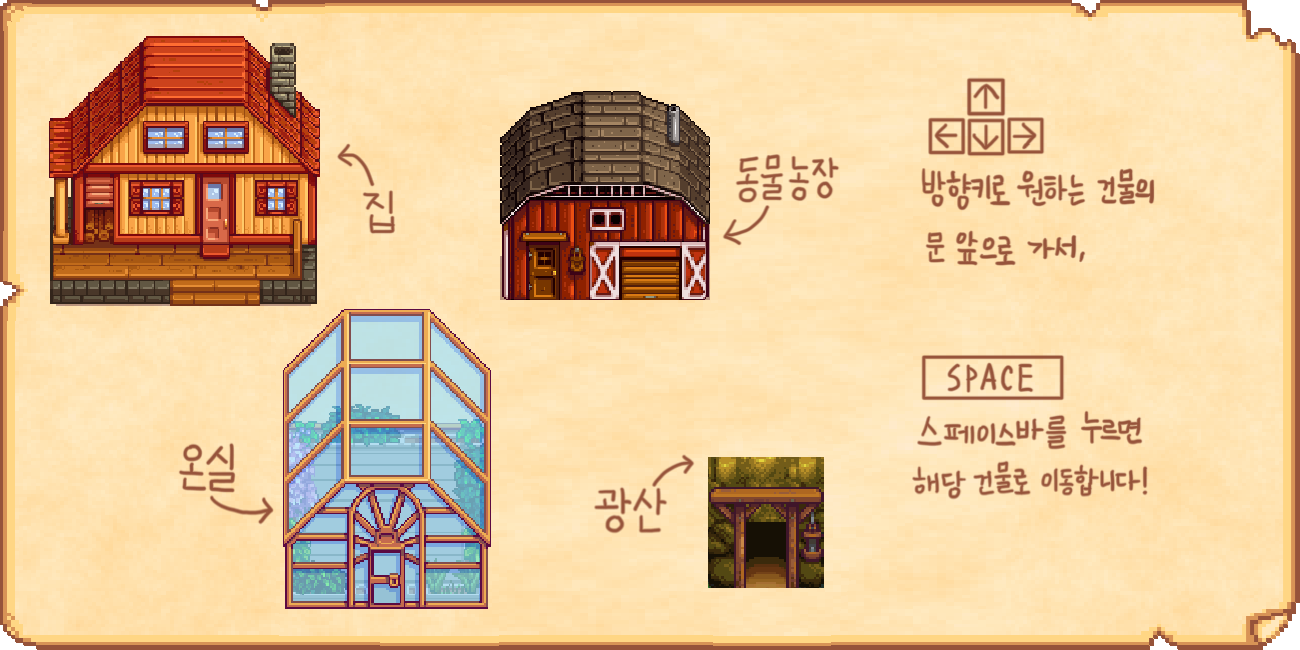 집
동물농장
온실
광산
방향키로 원하는 건물의
문 앞으로 가서,
SPACE
스페이스바를 누르면
해당 건물로 이동합니다!